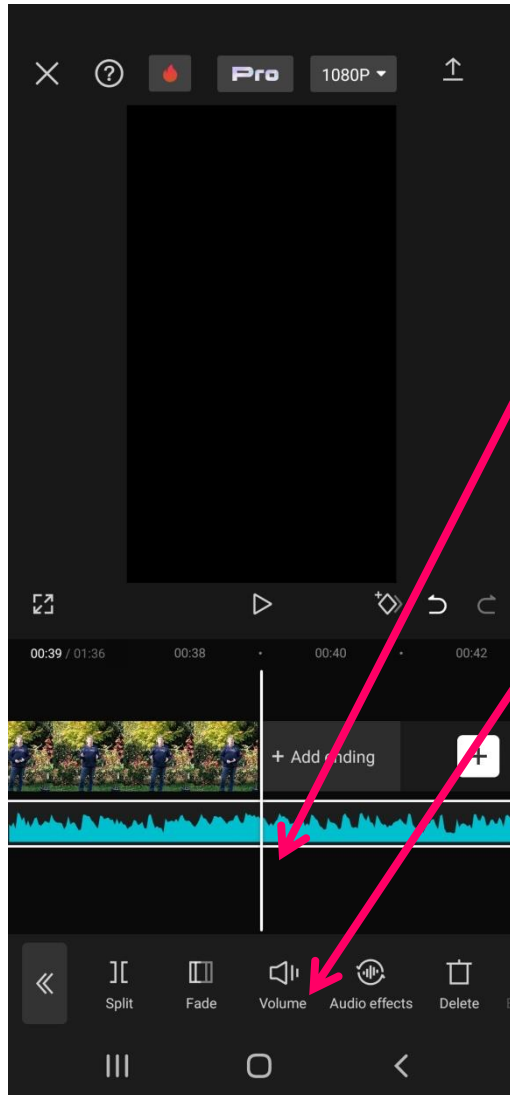 Pro 1080P
00:39 / 01:36 00:38 00:40 00:42
+ Add ending
Split Fade Volume Audio effects Delete